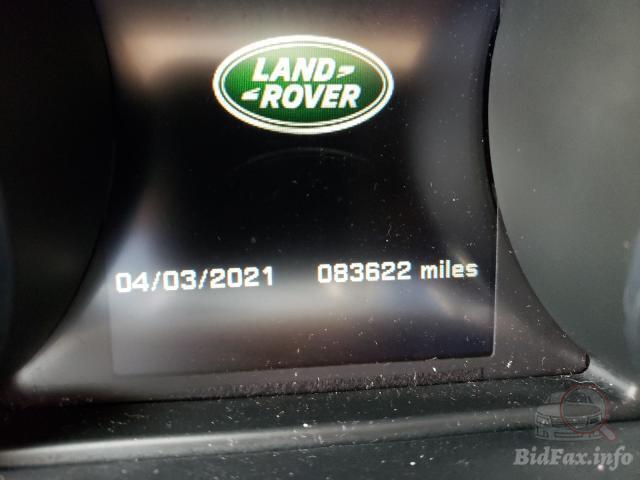 LAND
ROVER
04/03/2021 083622 miles
BidFax.info